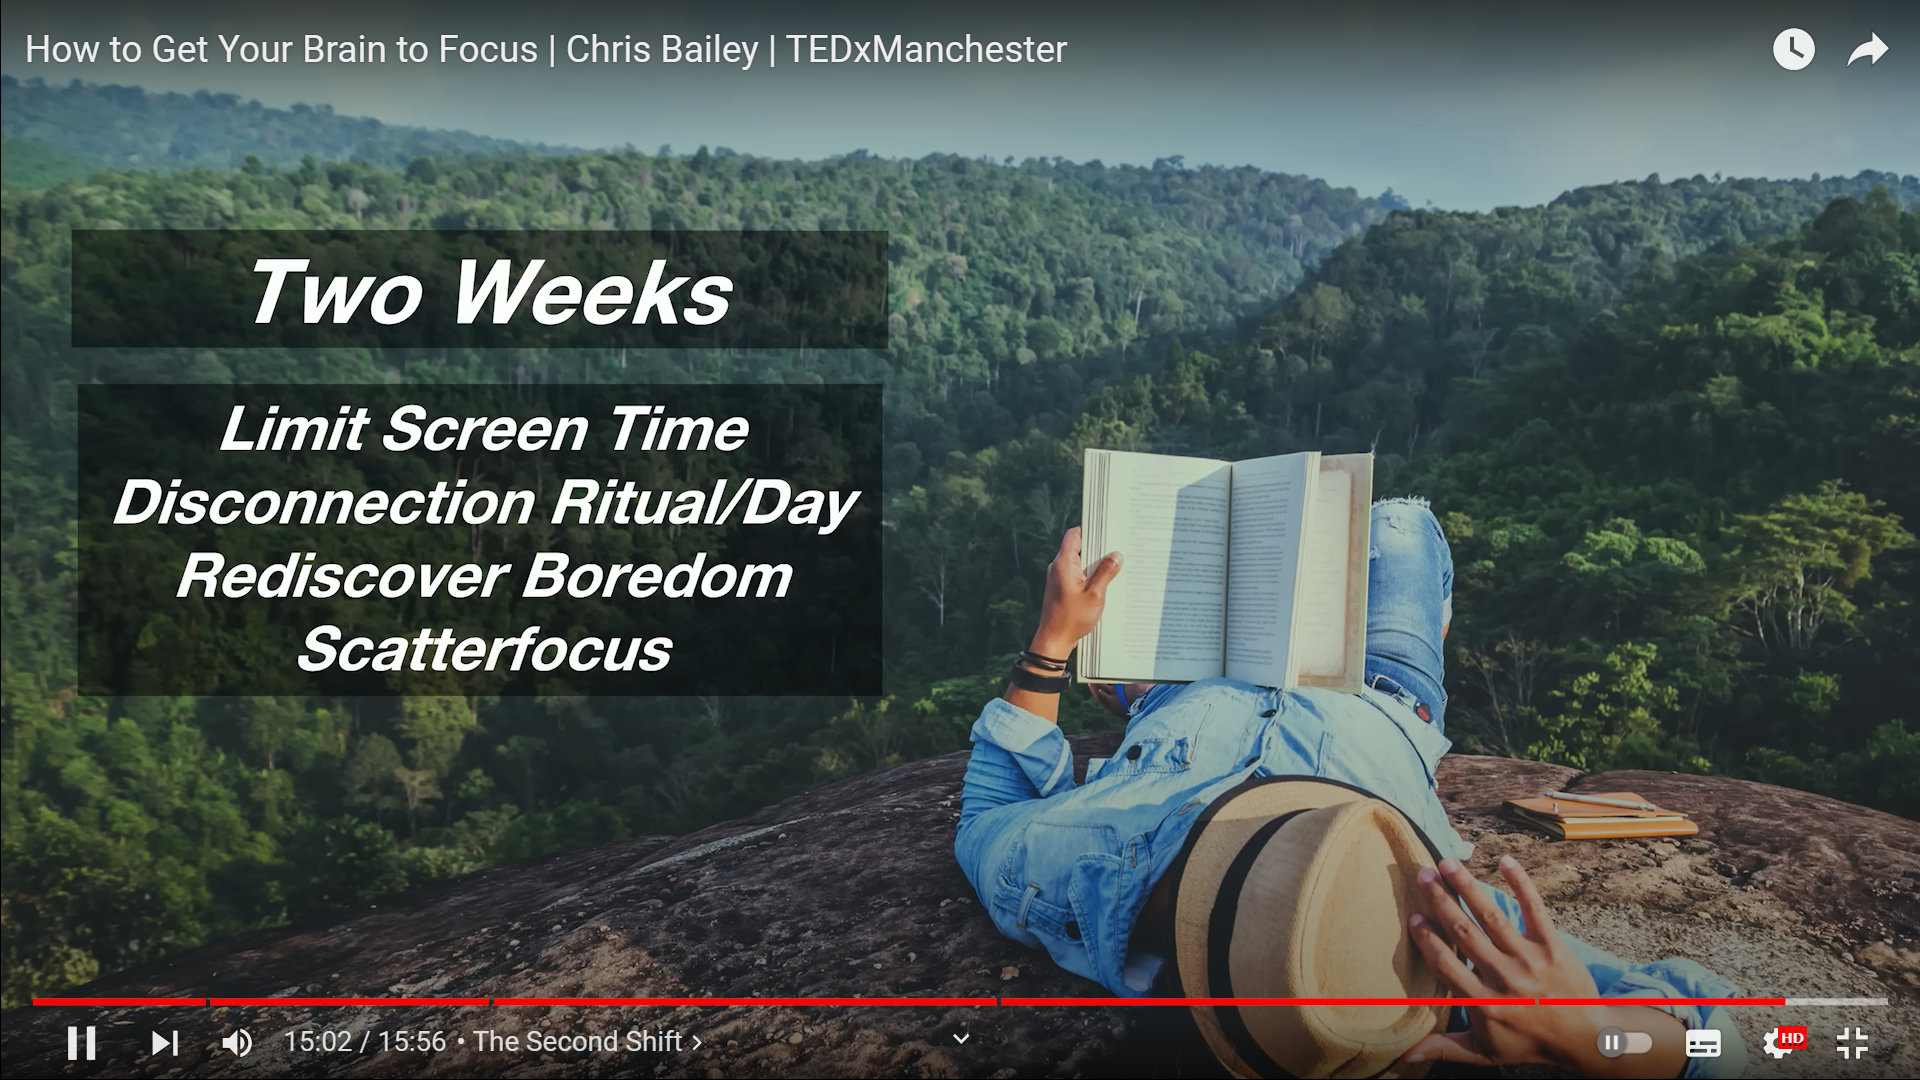 How to Get Your Brain to Focus | Chris Bailey | TEDxManchester
Two Weeks
Limit Screen Time
Disconnection Ritual/Day
Rediscover Boredom
Scatterfocus
15:02 / 15:56 • The Second Shift >
HD